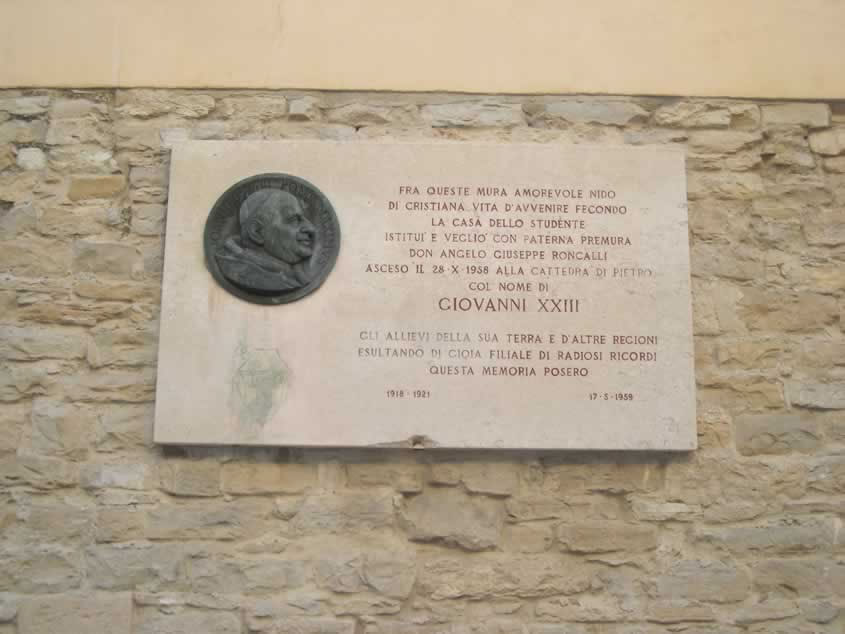 FRA QUESTE MURA AMOREVOLE NIDO
DI CRISTIANA VITA D'AVVENIRE FECONDO
LA CASA DELLO STUDENTE
ISTITUI' E VEGLIO' CON PATERNA PREMURA
DON ANGELO GIUSEPPE RONCALLI
ASCESO IL 28·X·1958 ALLA CATTEDRA DI PIETRO
COL NOME DI
GIOVANNI XXIII
GLI ALLIEVI DELLA SUA TERRA E D'ALTRE REGIONI
ESULTANDO DI GIOIA FILIALE DI RADIOSI RICORDI
QUESTA MEMORIA POSERO
1918 · 1921 17·5·1959